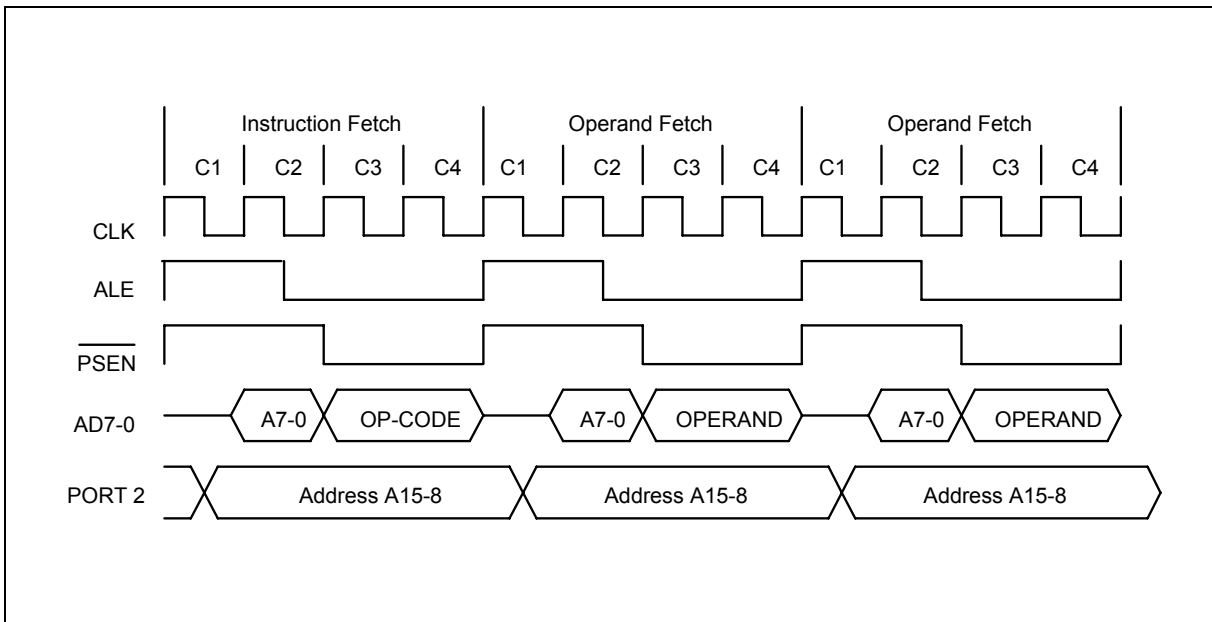 Instruction Fetch Operand Fetch Operand Fetch
C1 C2 C3 C4 C1 C2 C3 C4 C1 C2 C3 C4
CLK
ALE
PSEN
AD7-0 A7-0 OP-CODE A7-0 OPERAND A7-0 OPERAND
PORT 2 Address A15-8 Address A15-8 Address A15-8